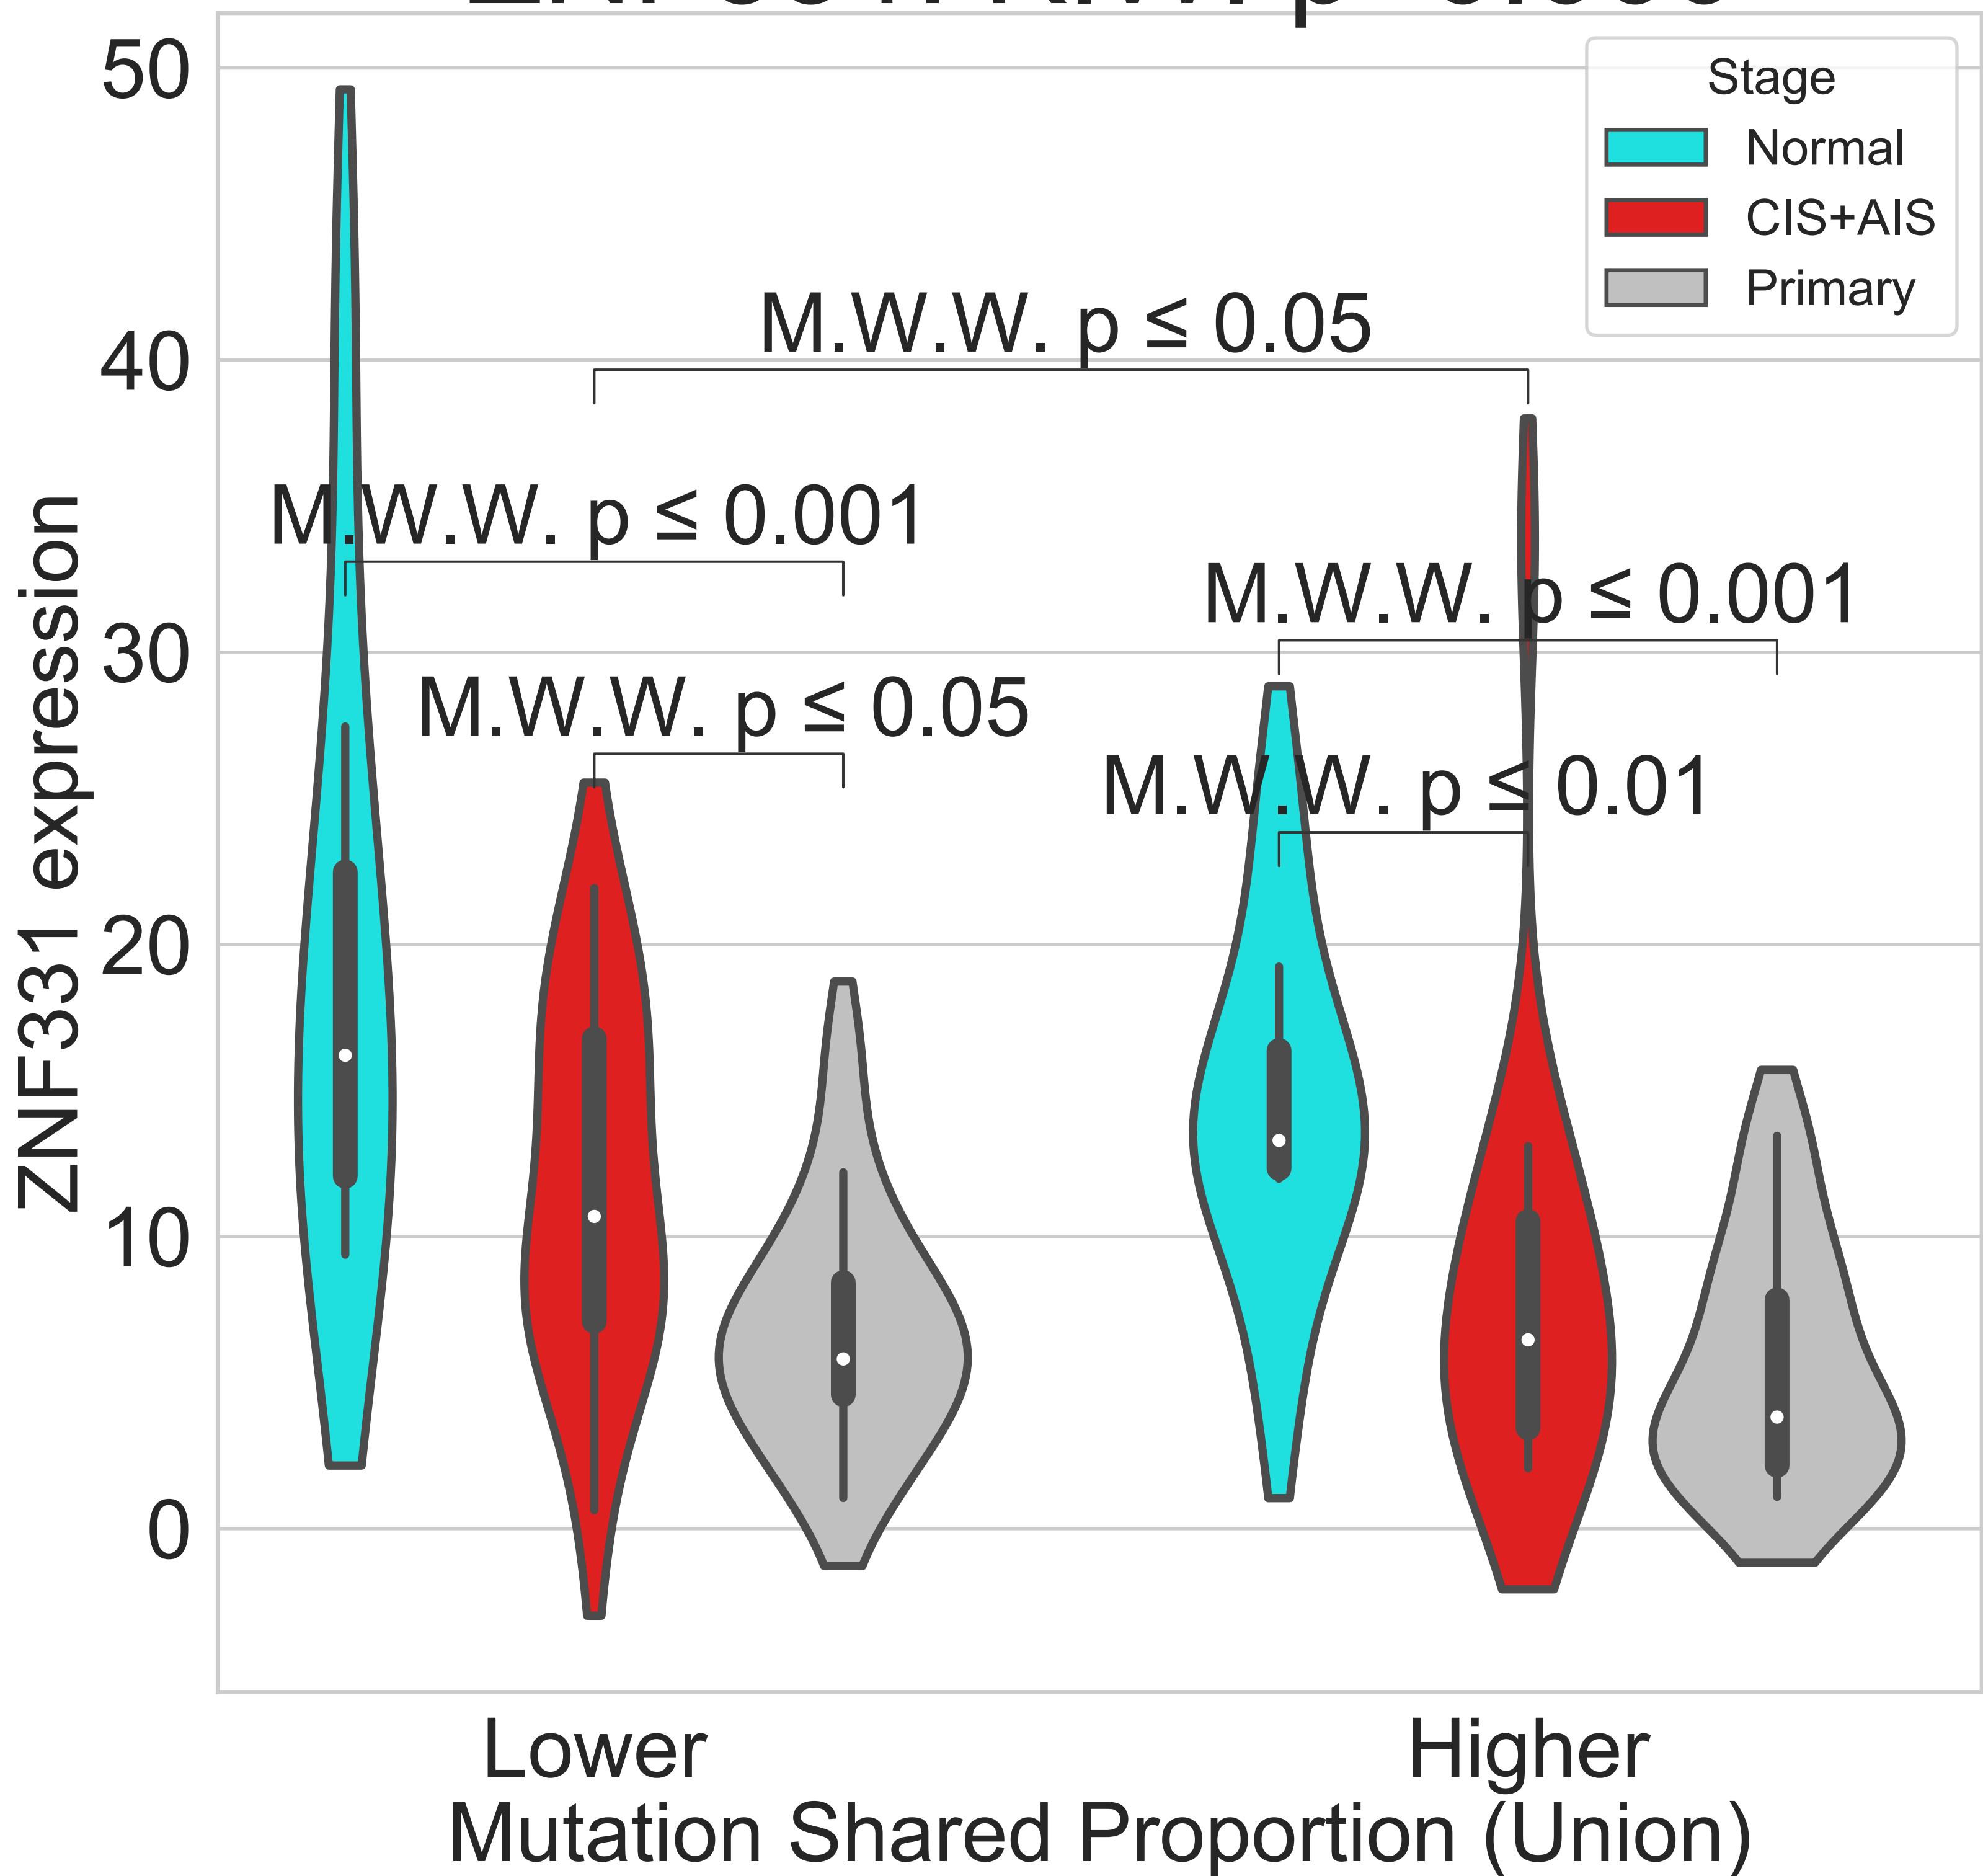 50
40
30
20
10
0
ZNF331 expression
Stage
Normal
CIS+AIS
Primary
M.W.W. p ≤ 0.05
M.W.W. p ≤ 0.001
M.W.W. p ≤ 0.001
M.W.W. p ≤ 0.05
M.W.W. p ≤ 0.01
Lower
Higher
Mutation Shared Proportion (Union)